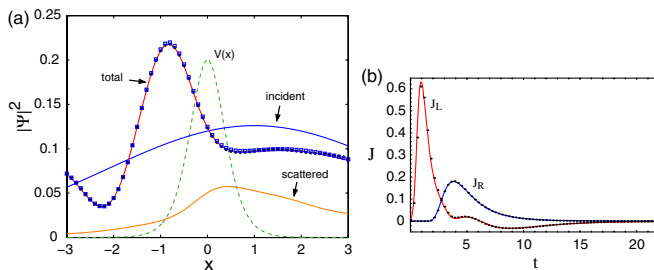 (a)
0.25
0.2
0.15
0.1
0.05
0
|Ψ|²
total
V(x)
incident
scattered
−3 −2 −1 0 1 2 3
x
(b)
0.6
0.5
0.4
0.3
0.2
0.1
0
J
J_L
J_R
5 10 15 20
t